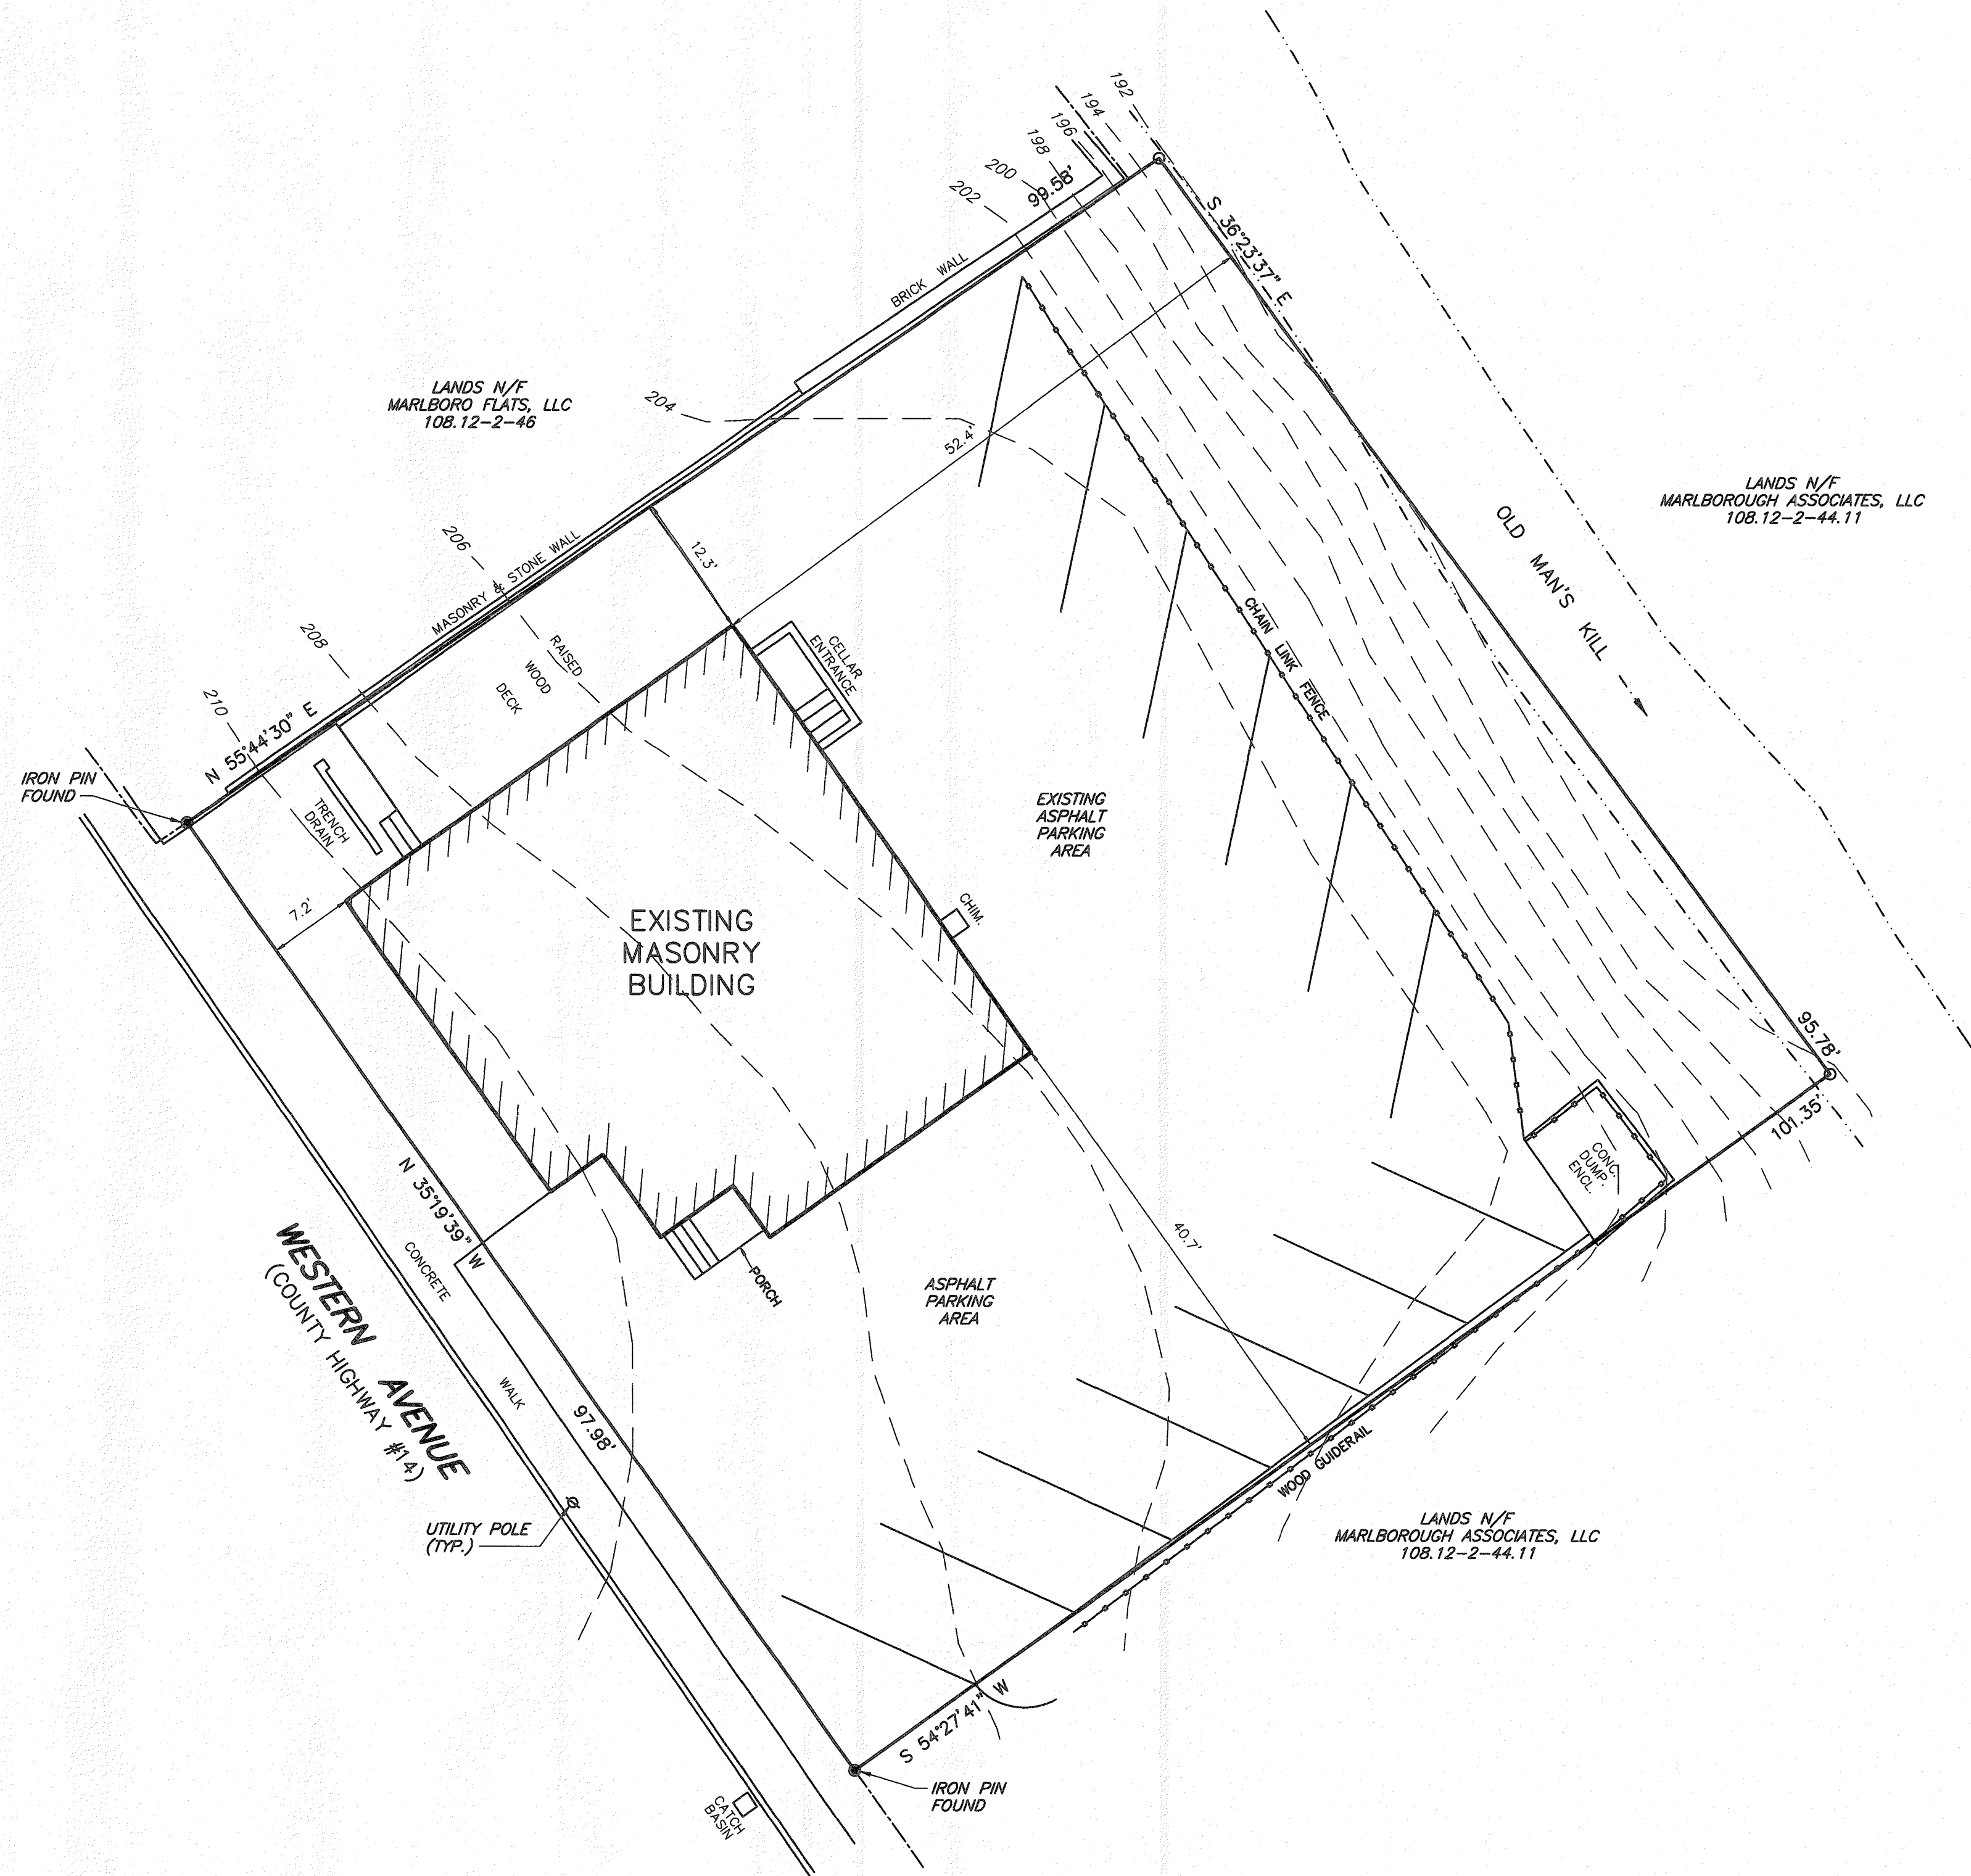 192
194
196
198
200
202
99.58'
S 36°23'37" E
BRICK WALL
LANDS N/F
MARLBORO FLATS, LLC
108.12-2-46
204
52.4'
LANDS N/F
MARLBOROUGH ASSOCIATES, LLC
108.12-2-44.11
OLD MAN'S KILL
206
MASONRY & STONE WALL
12.3'
208
RAISED
WOOD
DECK
CELLAR
ENTRANCE
CHAIN LINK FENCE
210
N 55°44'30" E
IRON PIN
FOUND
TRENCH
DRAIN
EXISTING
ASPHALT
PARKING
AREA
7.2'
EXISTING
MASONRY
BUILDING
CHIM.
95.78'
101.35'
CONC.
DUMP.
ENCL.
N 35°19'39" W
CONCRETE WALK
WESTERN AVENUE
(COUNTY HIGHWAY #14)
PORCH
40.7'
ASPHALT
PARKING
AREA
97.98'
WOOD GUIDERAIL
UTILITY POLE
(TYP.)
LANDS N/F
MARLBOROUGH ASSOCIATES, LLC
108.12-2-44.11
S 54°27'41" W
IRON PIN
FOUND
CATCH
BASIN